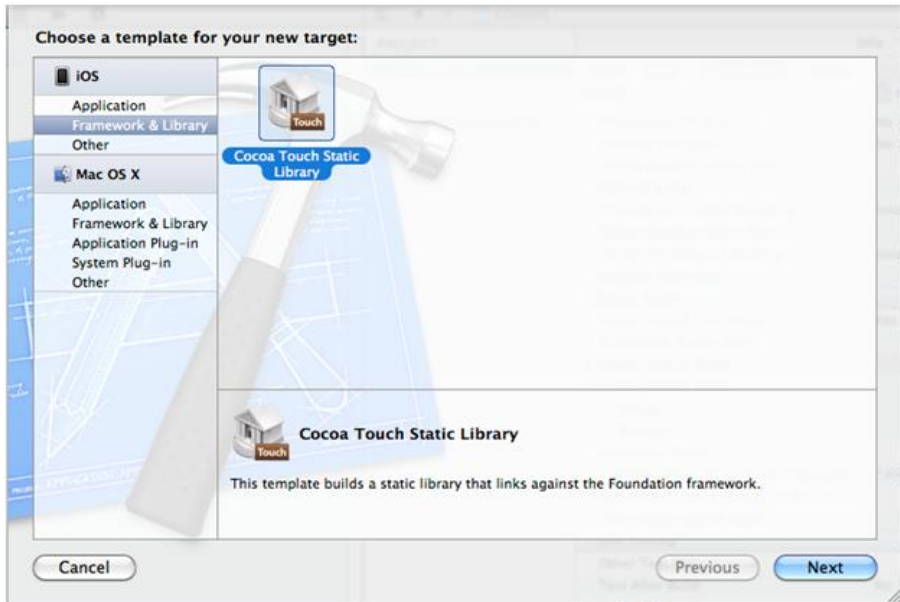 Choose a template for your new target:
iOS
Application
Framework & Library
Other
Mac OS X
Application
Framework & Library
Application Plug-in
System Plug-in
Other
Touch
Cocoa Touch Static
Library
Touch
Cocoa Touch Static Library
This template builds a static library that links against the Foundation framework.
Cancel
Previous
Next